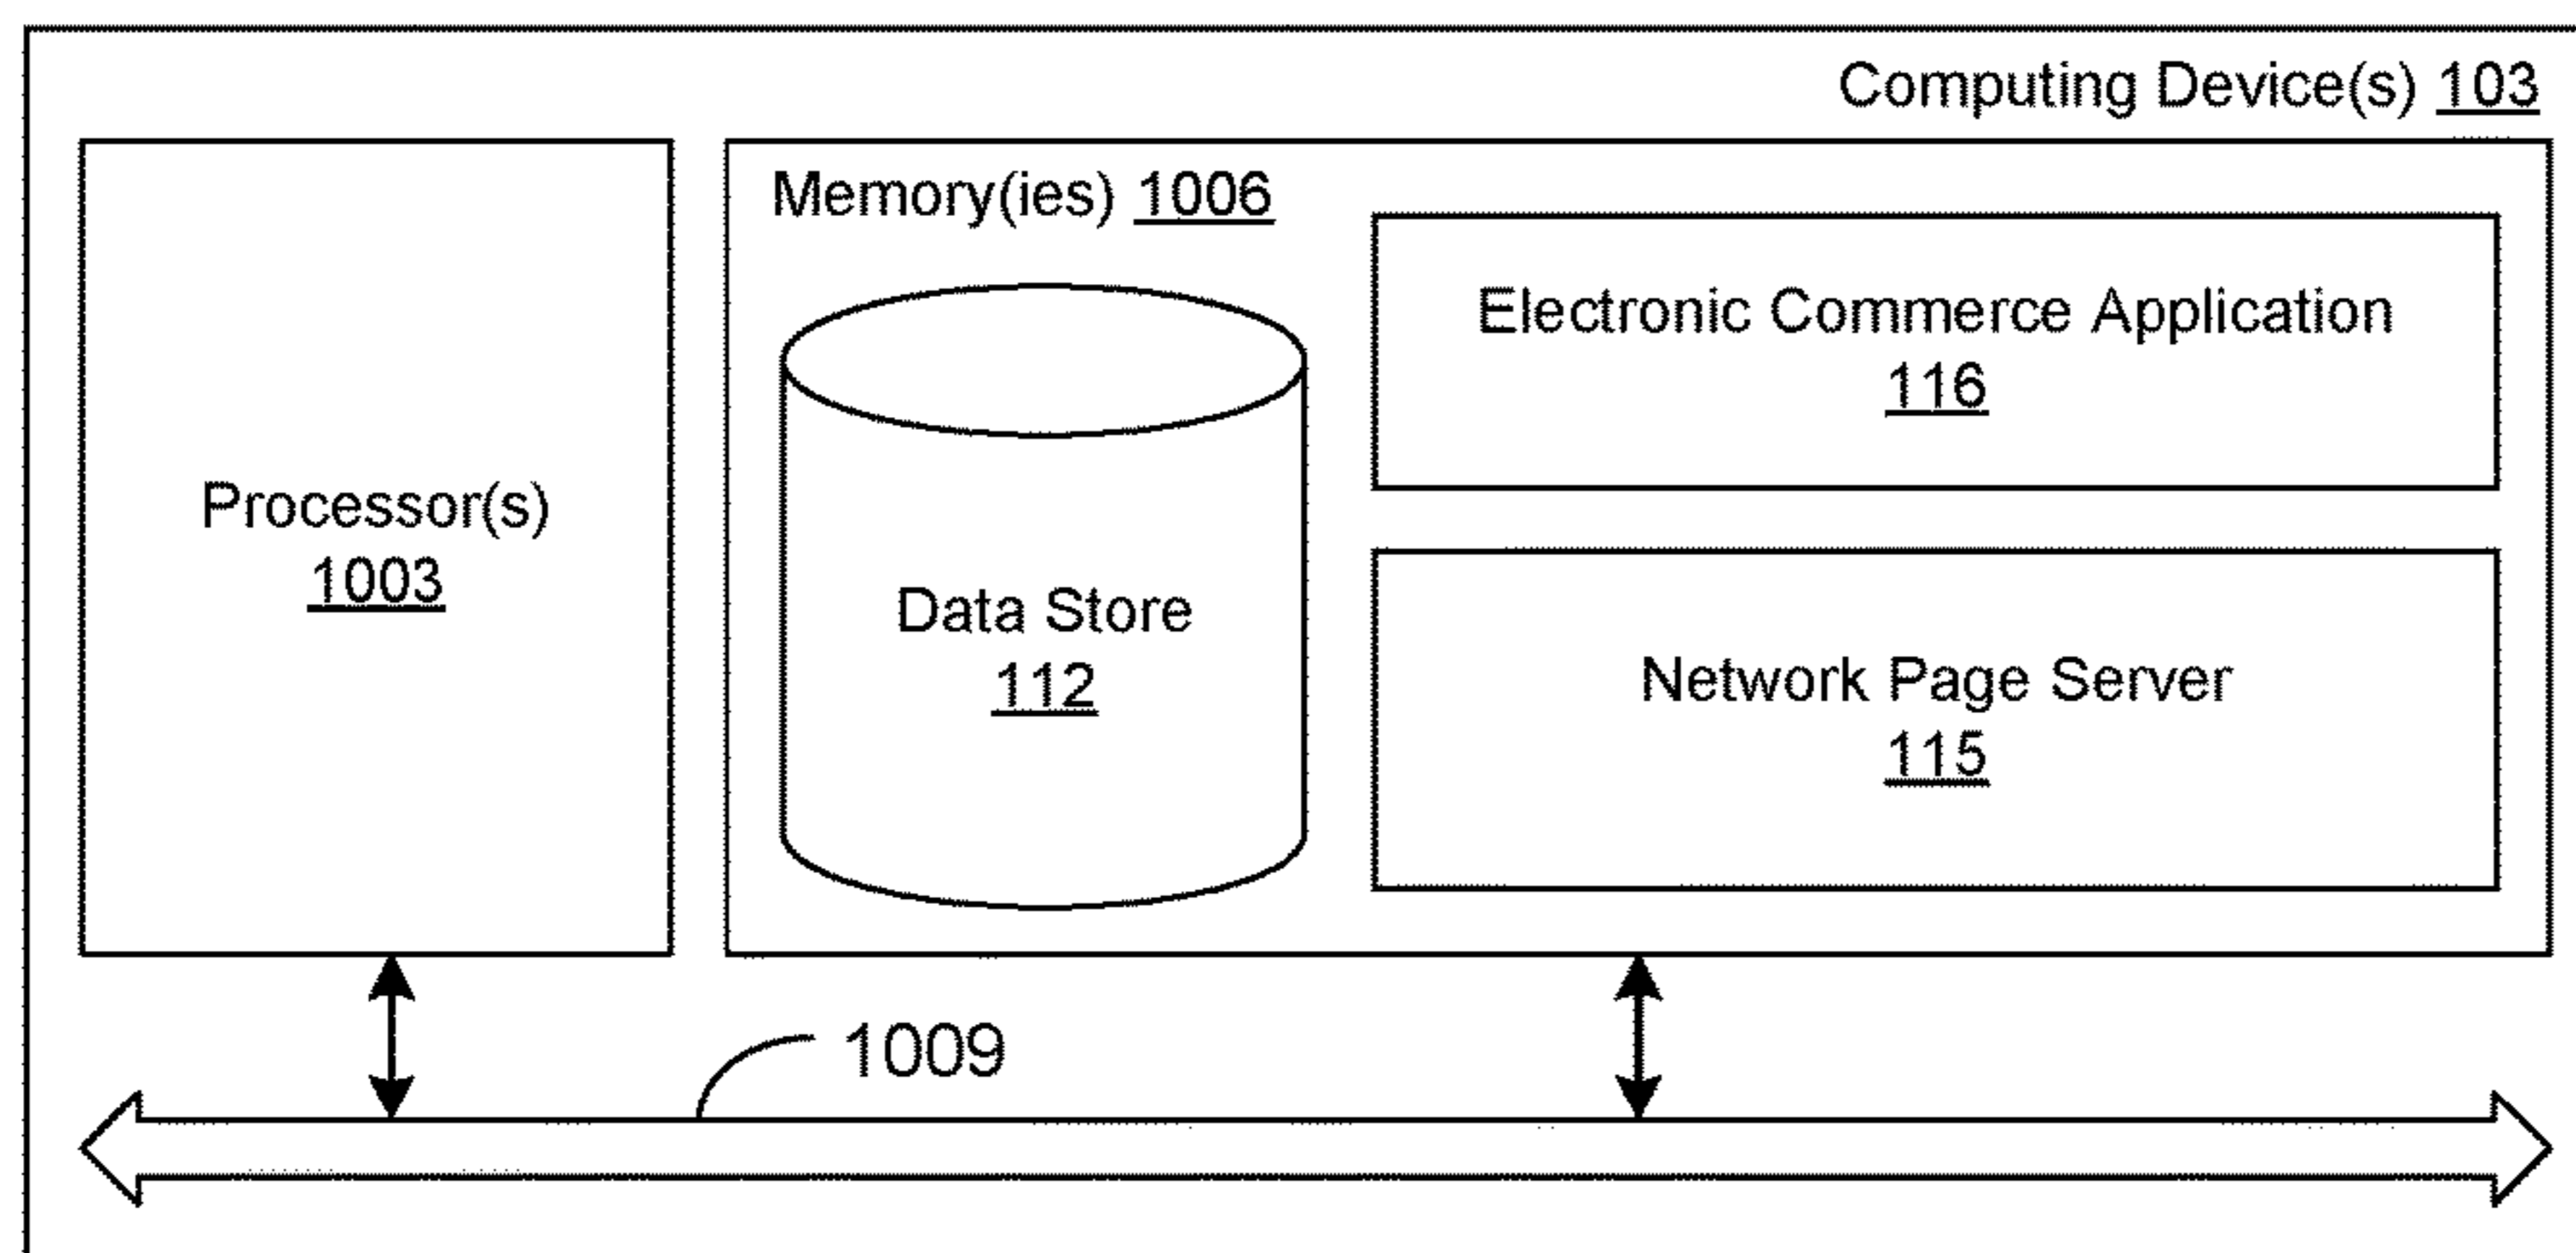 Computing Device(s) 103
Memory(ies) 1006
Electronic Commerce Application
116
Processor(s)
1003
Data Store
112
Network Page Server
115
1009